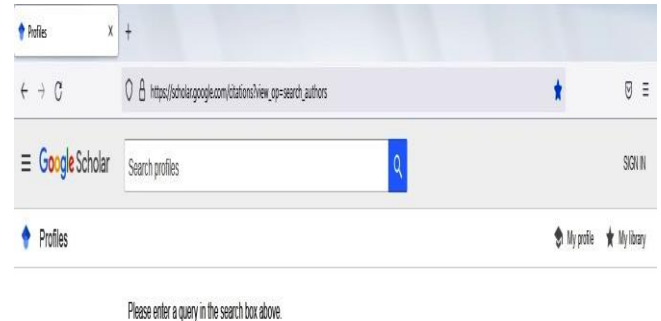 Profiles X +
https://scholar.google.com/citations?view_op=search_authors
Google Scholar Search profiles SIGN IN
Profiles My profile My library
Please enter a query in the search box above.